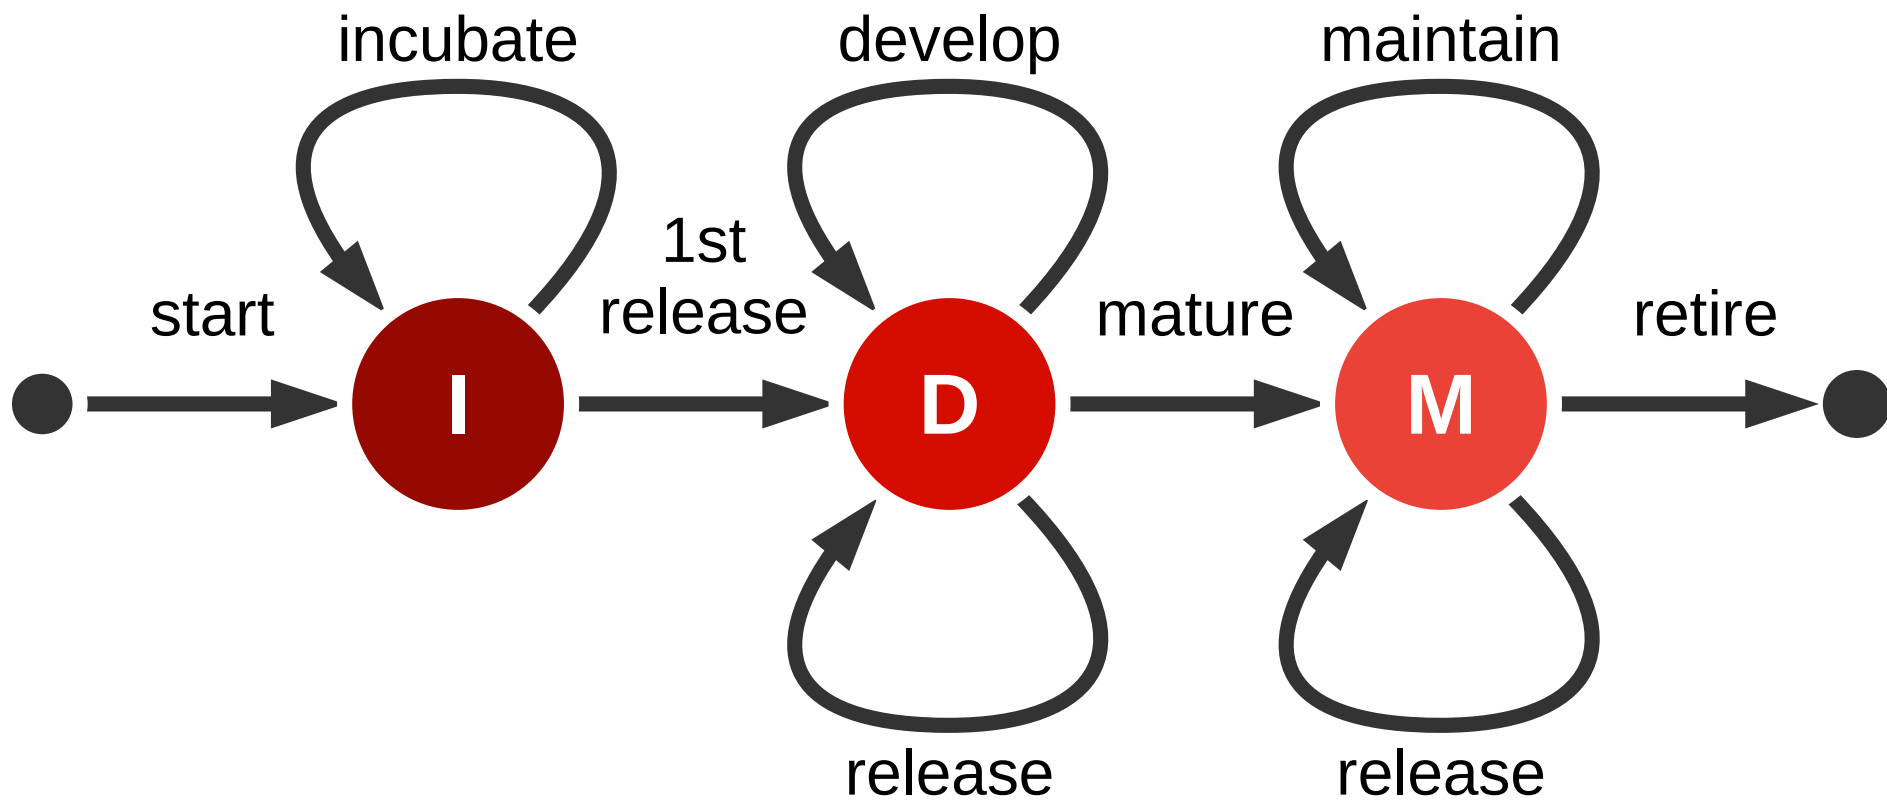 incubate
develop
maintain
start
1st
release
mature
retire
I
D
M
release
release